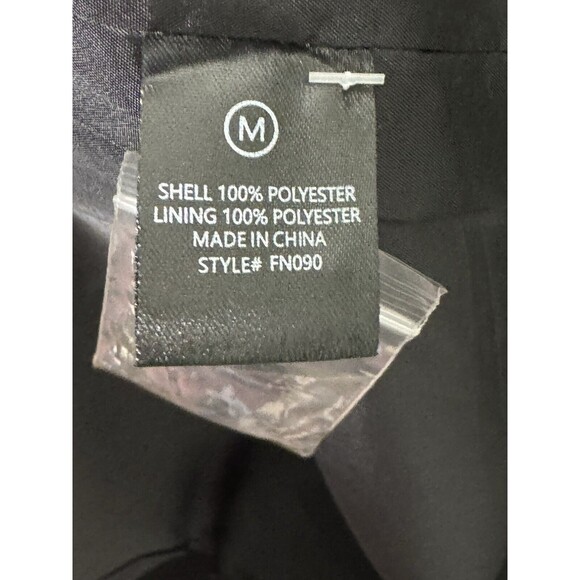 M
SHELL 100% POLYESTER
LINING 100% POLYESTER
MADE IN CHINA
STYLE# FN090